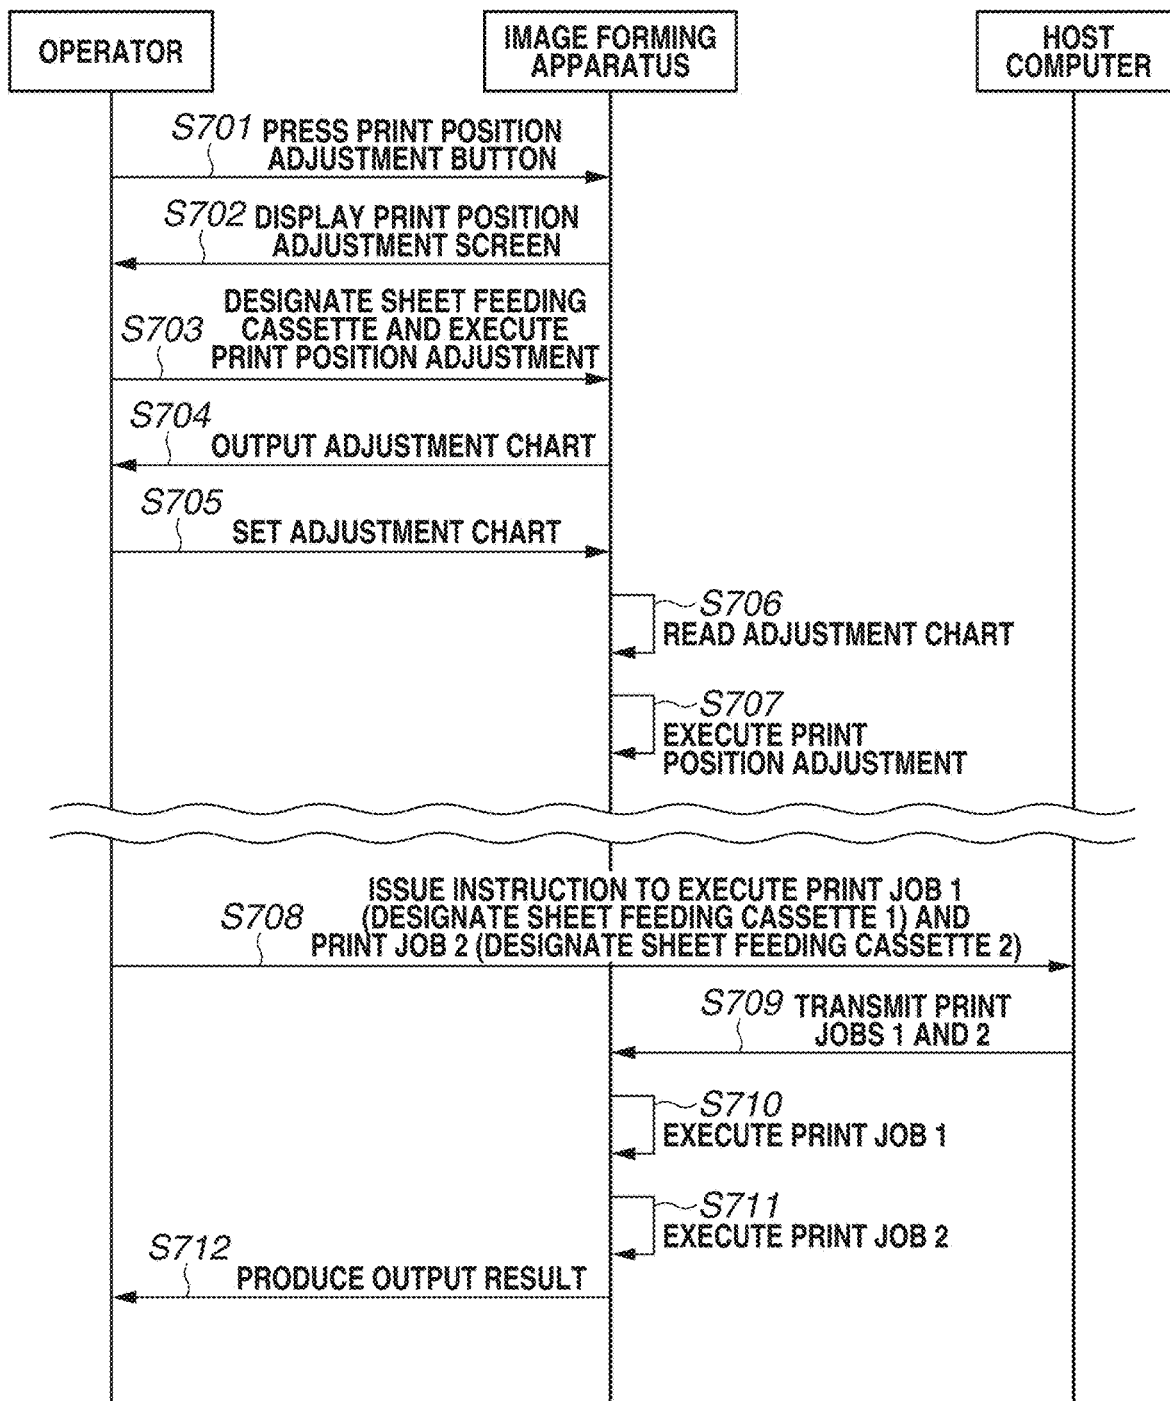 OPERATOR
IMAGE FORMING
APPARATUS
HOST
COMPUTER
S701 PRESS PRINT POSITION
ADJUSTMENT BUTTON
S702 DISPLAY PRINT POSITION
ADJUSTMENT SCREEN
DESIGNATE SHEET FEEDING
CASSETTE AND EXECUTE
S703 PRINT POSITION ADJUSTMENT
S704
OUTPUT ADJUSTMENT CHART
S705
SET ADJUSTMENT CHART
S706
READ ADJUSTMENT CHART
S707
EXECUTE PRINT
POSITION ADJUSTMENT
ISSUE INSTRUCTION TO EXECUTE PRINT JOB 1
S708 (DESIGNATE SHEET FEEDING CASSETTE 1) AND
PRINT JOB 2 (DESIGNATE SHEET FEEDING CASSETTE 2)
S709 TRANSMIT PRINT
JOBS 1 AND 2
S710
EXECUTE PRINT JOB 1
S711
EXECUTE PRINT JOB 2
S712
PRODUCE OUTPUT RESULT